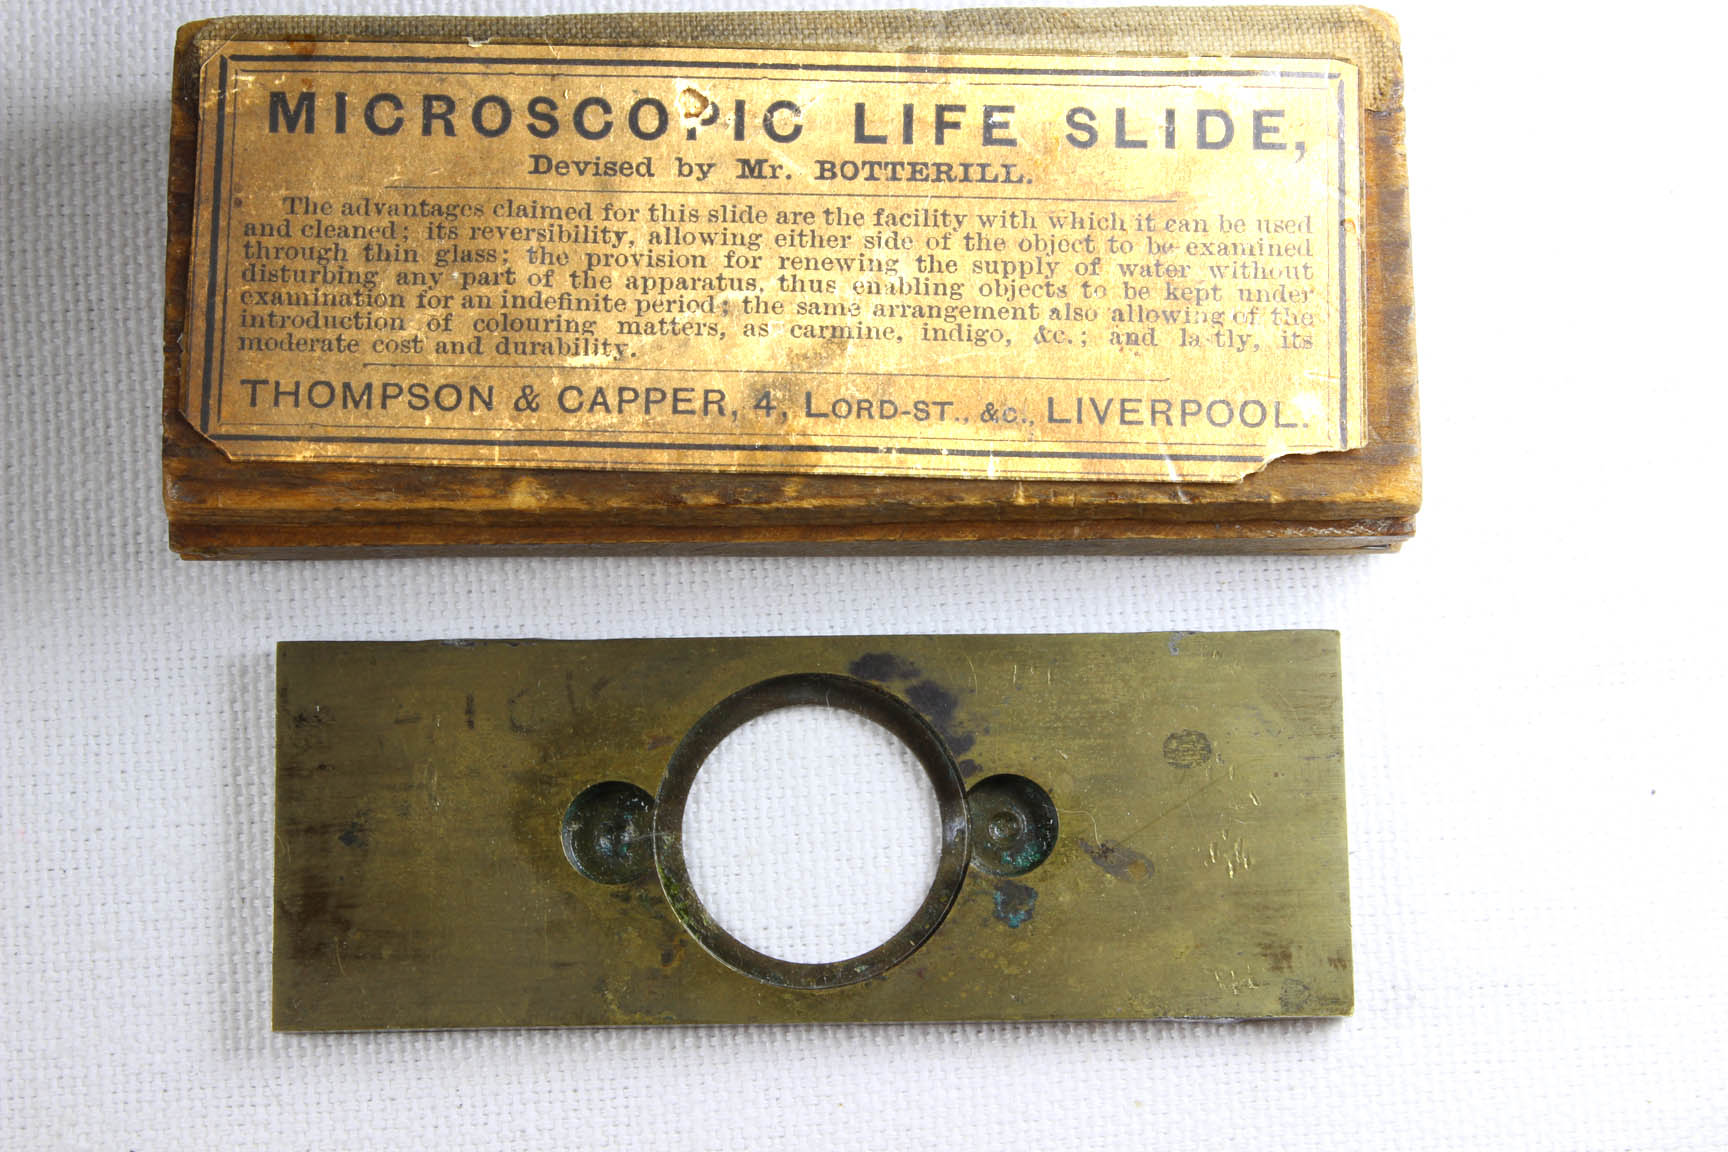 MICROSCOPIC LIFE SLIDE,
Devised by Mr. BOTTERILL.
The advantages claimed for this slide are the facility with which it can be used
and cleaned; its reversibility, allowing either side of the object to be examined
through thin glass; the provision for renewing the supply of water without
disturbing any part of the apparatus, thus enabling objects to be kept under
examination for an indefinite period; the same arrangement also allowing of the
introduction of colouring matters, as carmine, indigo, &c.; and lastly, its
moderate cost and durability.
THOMPSON & CAPPER, 4, LORD-ST., &c., LIVERPOOL.